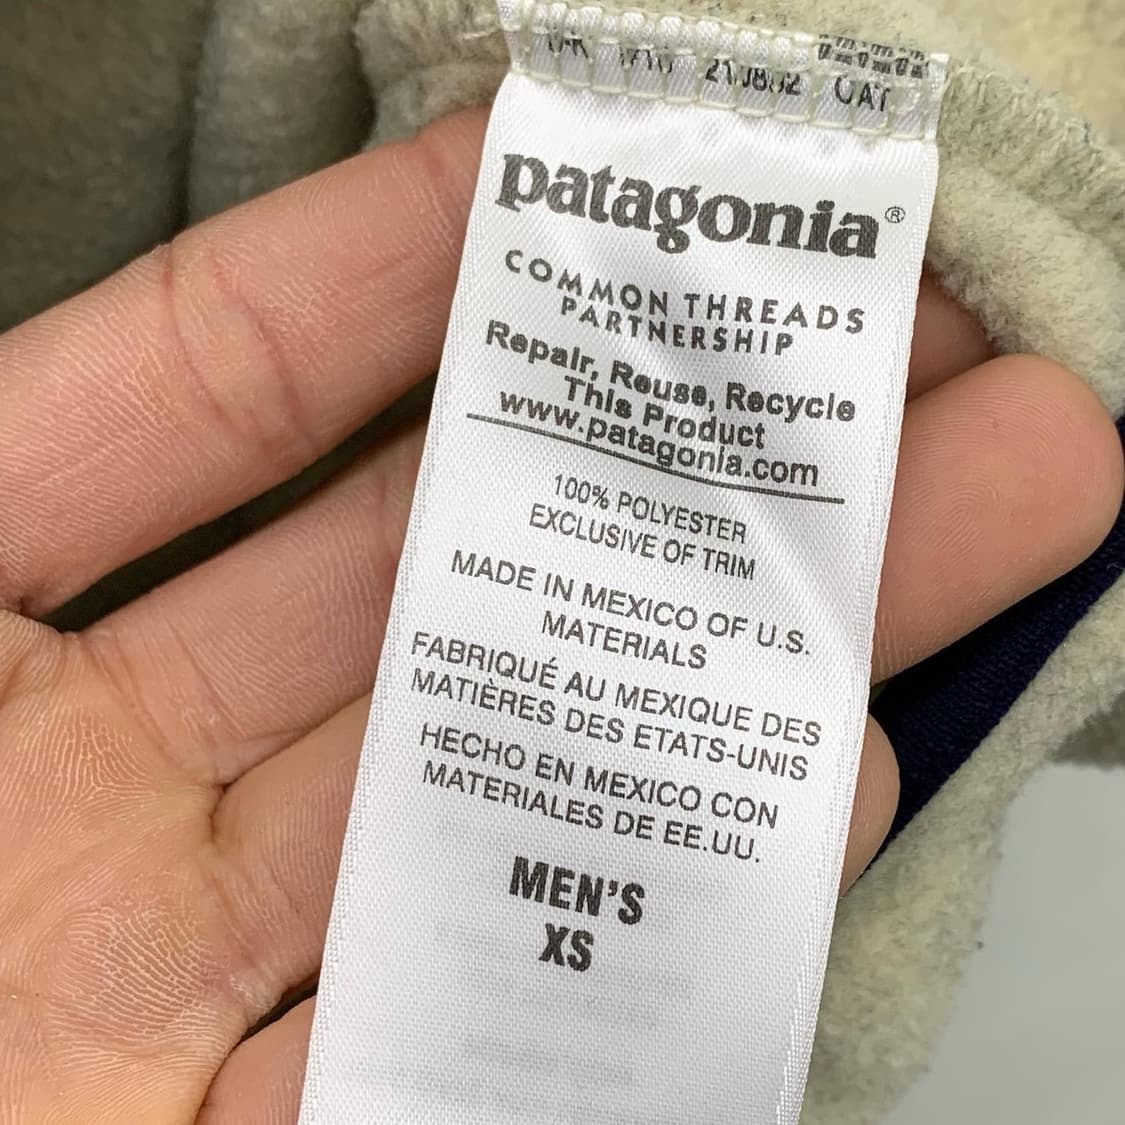 OAT
patagonia®
COMMON THREADS
PARTNERSHIP
Repair, Reuse, Recycle
This Product
www.patagonia.com
100% POLYESTER
EXCLUSIVE OF TRIM
MADE IN MEXICO OF U.S.
MATERIALS
FABRIQUÉ AU MEXIQUE DES
MATIÈRES DES ETATS-UNIS
HECHO EN MEXICO CON
MATERIALES DE EE.UU.
MEN'S
XS